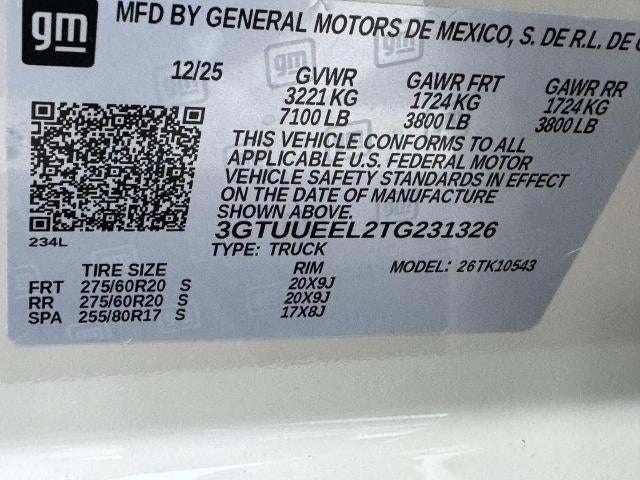 gm
MFD BY GENERAL MOTORS DE MEXICO, S. DE R.L. DE
12/25 GVWR GAWR FRT GAWR RR
3221 KG 1724 KG 1724 KG
7100 LB 3800 LB 3800 LB
THIS VEHICLE CONFORMS TO ALL
APPLICABLE U.S. FEDERAL MOTOR
VEHICLE SAFETY STANDARDS IN EFFECT
ON THE DATE OF MANUFACTURE
SHOWN ABOVE.
234L 3GTUUEEL2TG231326
TYPE: TRUCK
TIRE SIZE RIM MODEL: 26TK10543
FRT 275/60R20 S 20X9J
RR 275/60R20 S 20X9J
SPA 255/80R17 S 17X8J